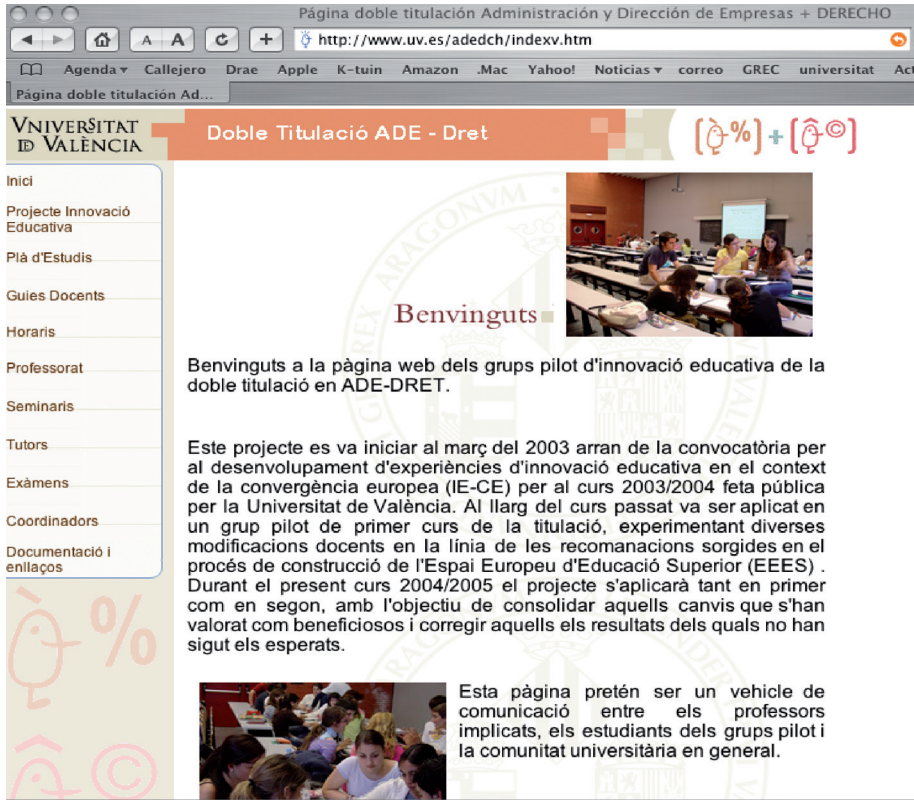 Página doble titulación Administración y Dirección de Empresas + DERECHO
A A
http://www.uv.es/adedch/indexv.htm
Agenda Callejero Drae Apple K-tuin Amazon .Mac Yahoo! Noticias correo GREC universitat Act
Página doble titulación Ad...
VNIVERSITAT
ID VALÈNCIA
Doble Titulació ADE - Dret
Inici
Projecte Innovació
Educativa
Plà d'Estudis
Guies Docents
Horaris
Professorat
Seminaris
Tutors
Exàmens
Coordinadors
Documentació i
enllaços
Benvinguts
Benvinguts a la pàgina web dels grups pilot d'innovació educativa de la
doble titulació en ADE-DRET.
Este projecte es va iniciar al març del 2003 arran de la convocatòria per
al desenvolupament d'experiències d'innovació educativa en el context
de la convergència europea (IE-CE) per al curs 2003/2004 feta pública
per la Universitat de València. Al llarg del curs passat va ser aplicat en
un grup pilot de primer curs de la titulació, experimentant diverses
modificacions docents en la línia de les recomanacions sorgides en el
procés de construcció de l'Espai Europeu d'Educació Superior (EEES) .
Durant el present curs 2004/2005 el projecte s'aplicarà tant en primer
com en segon, amb l'objectiu de consolidar aquells canvis que s'han
valorat com beneficiosos i corregir aquells els resultats dels quals no han
sigut els esperats.
Esta pàgina pretén ser un vehicle de
comunicació entre els professors
implicats, els estudiants dels grups pilot i
la comunitat universitària en general.